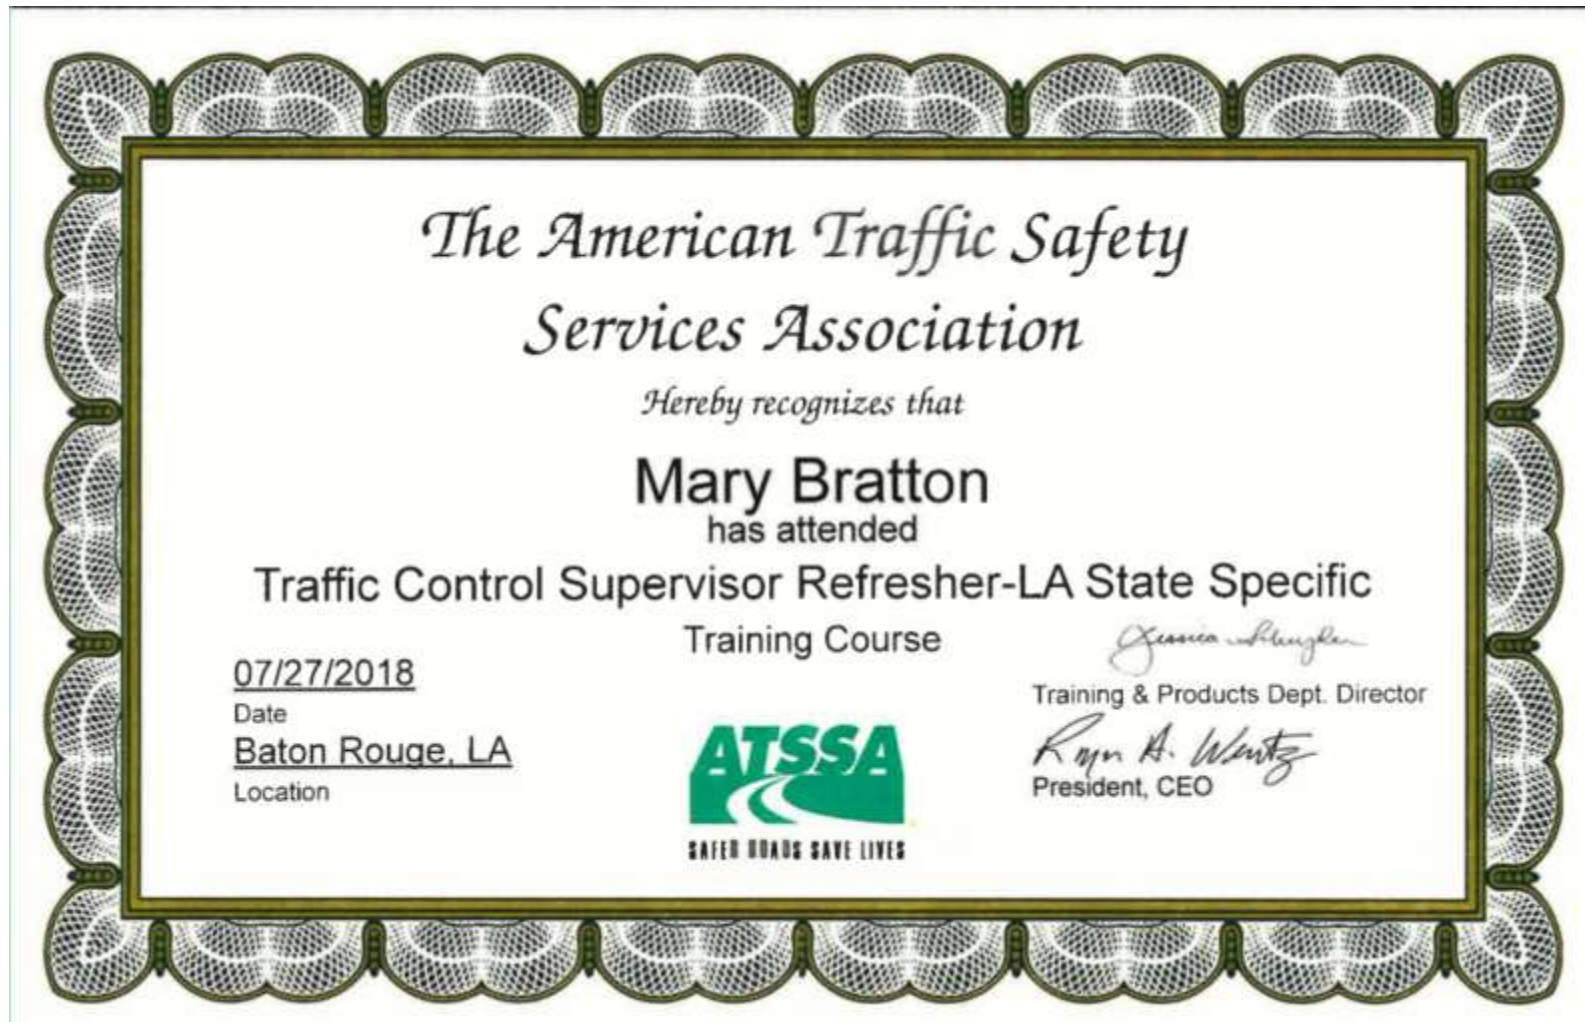 The American Traffic Safety
Services Association
Hereby recognizes that
Mary Bratton
has attended
Traffic Control Supervisor Refresher-LA State Specific
Training Course
07/27/2018
Date
Baton Rouge, LA
Location
ATSSA
SAFER ROADS SAVE LIVES
Jessica
Training & Products Dept. Director
A. Wentz
President, CEO